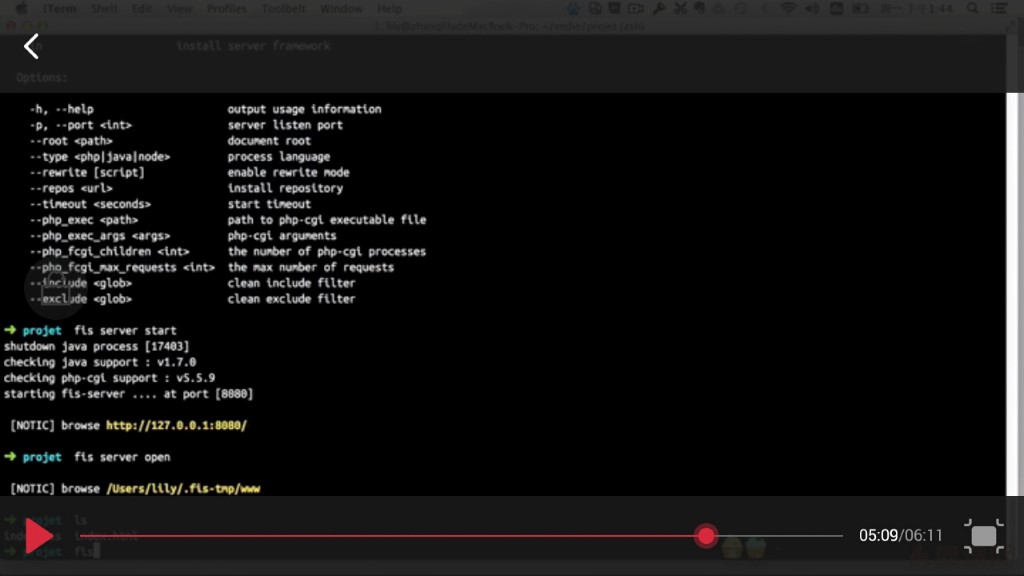 iTerm Shell Edit View Profiles Toolbelt Window Help 下午1:44
install server framework
Options:
-h, --help output usage information
-p, --port <int> server listen port
--root <path> document root
--type <php|java|node> process language
--rewrite [script] enable rewrite mode
--repos <url> install repository
--timeout <seconds> start timeout
--php_exec <path> path to php-cgi executable file
--php_exec_args <args> php-cgi arguments
--php_fcgi_children <int> the number of php-cgi processes
--php_fcgi_max_requests <int> the max number of requests
--include <glob> clean include filter
--exclude <glob> clean exclude filter
➜ projet fis server start
shutdown java process [17403]
checking java support : v1.7.0
checking php-cgi support : v5.5.9
starting fis-server .... at port [8080]
[NOTIC] browse http://127.0.0.1:8080/
➜ projet fis server open
[NOTIC] browse /Users/lily/.fis-tmp/www
➜ projet ls
index.html
➜ projet fis
05:09/06:11